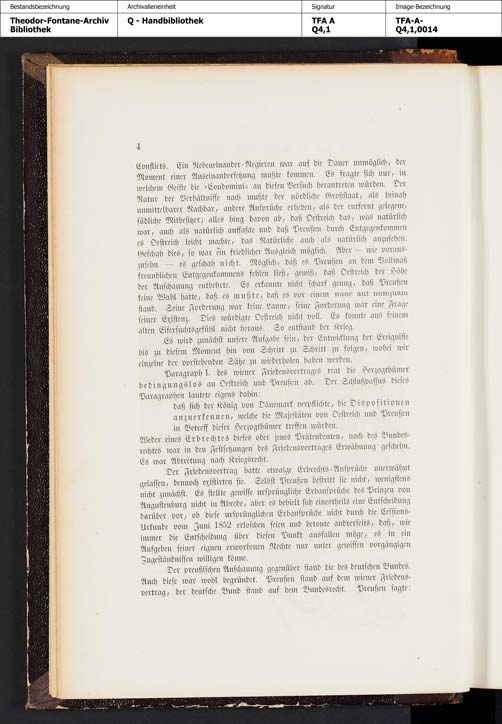 Bestandsbezeichnung
Archivalieneinheit
Signatur
Image-Bezeichnung
Theodor-Fontane-Archiv
Bibliothek
Q - Handbibliothek
TFA A
Q4,1
TFA-A-
Q4,1,0014
4
Conflicts. Ein Nebeneinander-Regieren war auf die Dauer unmöglich, der
Moment einer Auseinandersetzung mußte kommen. Es fragte sich nur, in
welchem Geiste die »Condomini« an diesen Versuch herantreten würden. Der
Natur der Verhältnisse nach mußte der nördliche Großstaat, als beinah
unmittelbarer Nachbar, andere Ansprüche erheben, als der entfernt gelegene,
südliche Mitbesitzer; alles hing davon ab, daß Oestreich das, was natürlich
war, auch als natürlich auffaßte und daß Preußen durch Entgegenkommen
es Oestreich leicht machte, das Natürliche auch als natürlich anzusehen.
Geschah dies, so war ein friedlicher Ausgleich möglich. Aber — wie voraus-
zusehn — es geschah nicht. Möglich, daß es Preußen an dem Vollmaß
freundlichen Entgegenkommens fehlen ließ, gewiß, daß Oestreich der Höhe
der Anschauung entbehrte. Es erkannte nicht scharf genug, daß Preußen
keine Wahl hatte, daß es mußte, daß es vor einem nunc aut nunquam
stand. Seine Forderung war keine Laune, seine Forderung war eine Frage
seiner Existenz. Dies würdigte Oestreich nicht voll. Es konnte aus seinem
alten Eifersuchtsgefühl nicht heraus. So entstand der Krieg.
Es wird zunächst unsere Aufgabe sein, der Entwicklung der Ereignisse
bis zu diesem Moment hin von Schritt zu Schritt zu folgen, wobei wir
einzelne der vorstehenden Sätze zu wiederholen haben werden.
Paragraph I. des wiener Friedensvertrages trat die Herzogthümer
bedingungslos an Oestreich und Preußen ab. Der Schlußpassus dieses
Paragraphen lautete eigens dahin:
daß sich der König von Dänemark verpflichte, die Dispositionen
anzuerkennen, welche die Majestäten von Oestreich und Preußen
in Betreff dieser Herzogthümer treffen würden.
Weder eines Erbrechtes dieses oder jenes Prätendenten, noch des Bundes-
rechtes war in den Festsetzungen des Friedensvertrages Erwähnung geschehn.
Es war Abtretung nach Kriegsrecht.
Der Friedensvertrag hatte etwaige Erbrechts-Ansprüche unerwähnt
gelassen, dennoch existirten sie. Selbst Preußen bestritt sie nicht, wenigstens
nicht zunächst. Es stellte gewisse ursprüngliche Erbansprüche des Prinzen von
Augustenburg nicht in Abrede, aber es behielt sich einestheils eine Entscheidung
darüber vor, ob diese ursprünglichen Erbansprüche nicht durch die Cessions-
Urkunde vom Juni 1852 erloschen seien und betonte anderseits, daß, wie
immer die Entscheidung über diesen Punkt ausfallen möge, es in ein
Aufgeben seiner eignen erworbenen Rechte nur unter gewissen vorgängigen
Zugeständnissen willigen könne.
Der preußischen Anschauung gegenüber stand die des deutschen Bundes.
Auch diese war wohl begründet. Preußen stand auf dem wiener Friedens-
vertrag, der deutsche Bund stand auf dem Bundesrecht. Preußen sagte: